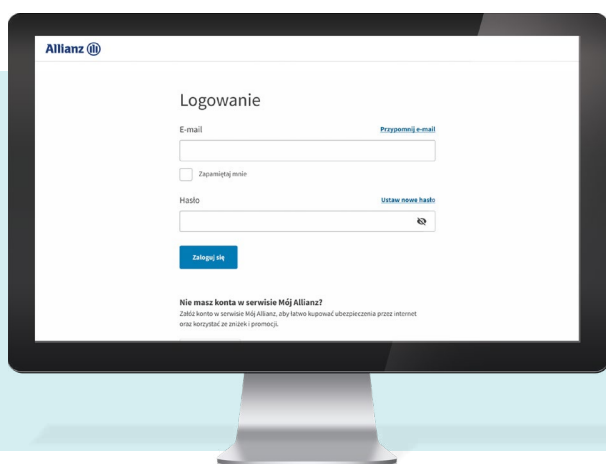 Allianz
Logowanie
E-mail
Przypomnij e-mail
Zapamiętaj mnie
Hasło
Ustaw nowe hasło
Zaloguj się
Nie masz konta w serwisie Mój Allianz?
Załóż konto w serwisie Mój Allianz, aby łatwo kupować ubezpieczenia przez internet
oraz korzystać ze zniżek i promocji.